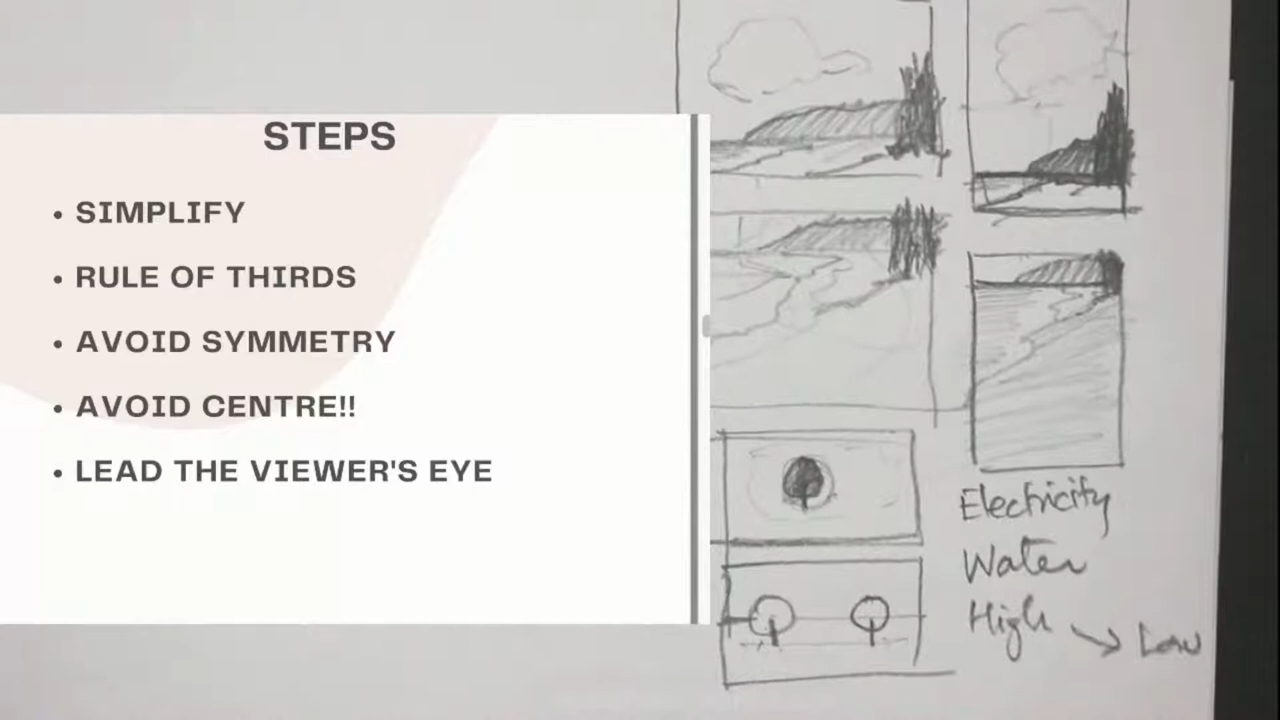 STEPS
• SIMPLIFY
• RULE OF THIRDS
• AVOID SYMMETRY
• AVOID CENTRE!!
• LEAD THE VIEWER'S EYE
Electricity
Water
High → Low